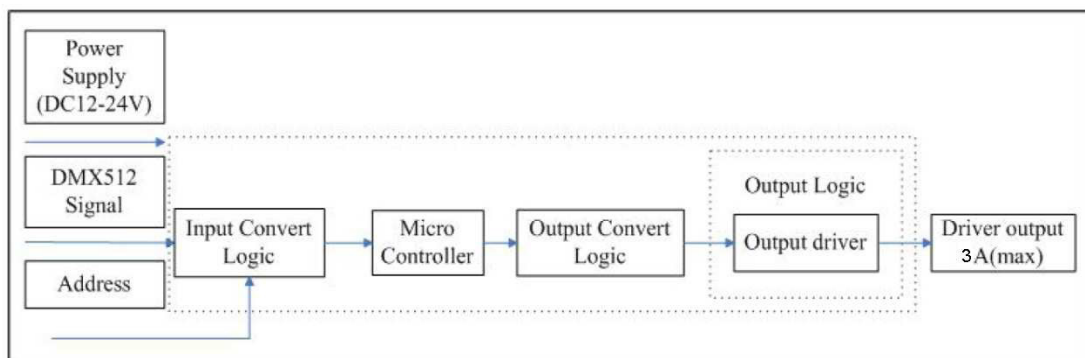 Power
Supply
(DC12-24V)
DMX512
Signal
Address
Input Convert
Logic
Micro
Controller
Output Convert
Logic
Output Logic
Output driver
Driver output
3A(max)